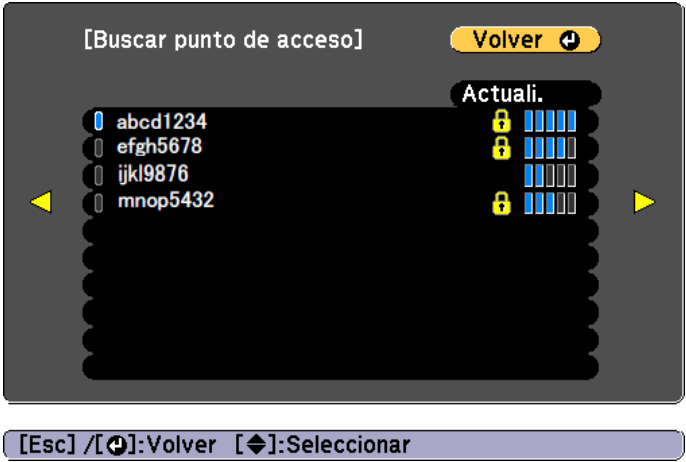 [Buscar punto de acceso]
Volver
Actuali.
abcd1234
efgh5678
ijkl9876
mnop5432
[Esc] /[⏎]:Volver [◆]:Seleccionar